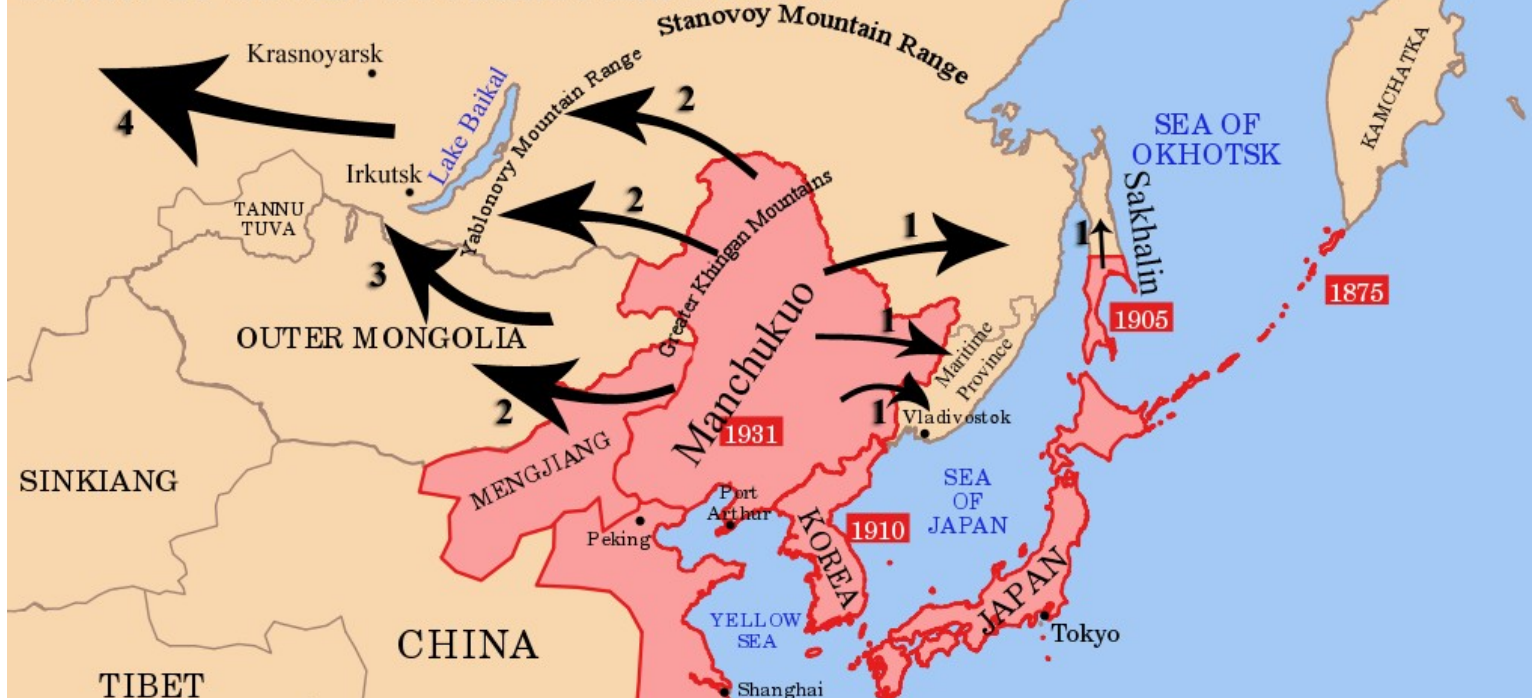 Stanovoy Mountain Range
Krasnoyarsk
KAMCHATKA
4
Lake Baikal
Yablonovy Mountain Range
2
SEA OF
OKHOTSK
Irkutsk
Sakhalin
TANNU
TUVA
2
Greater Khingan Mountains
1
1
3
1875
1905
OUTER MONGOLIA
1
Maritime
Province
Manchukuo
2
1
Vladivostok
1931
MENGJIANG
SINKIANG
SEA
OF
JAPAN
Port
Arthur
Peking
KOREA
1910
JAPAN
YELLOW
SEA
Tokyo
CHINA
TIBET
Shanghai